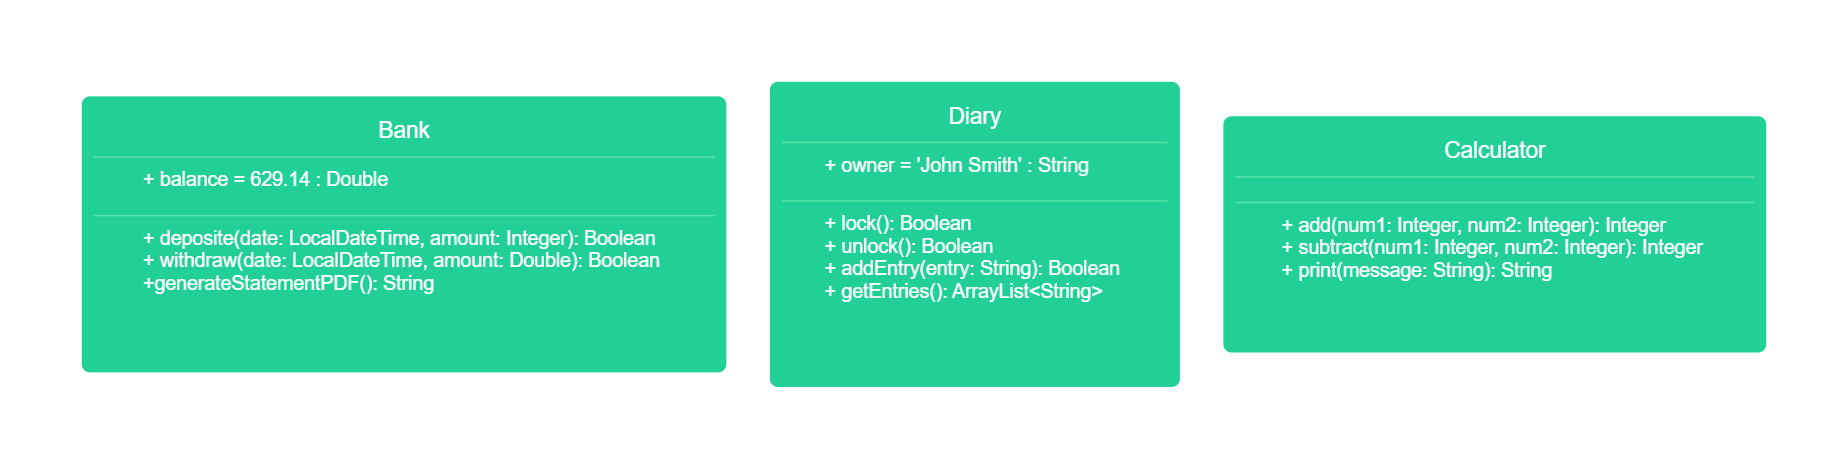 Bank
+ balance = 629.14 : Double
+ deposite(date: LocalDateTime, amount: Integer): Boolean
+ withdraw(date: LocalDateTime, amount: Double): Boolean
+generateStatementPDF(): String
Diary
+ owner = 'John Smith' : String
+ lock(): Boolean
+ unlock(): Boolean
+ addEntry(entry: String): Boolean
+ getEntries(): ArrayList<String>
Calculator
+ add(num1: Integer, num2: Integer): Integer
+ subtract(num1: Integer, num2: Integer): Integer
+ print(message: String): String